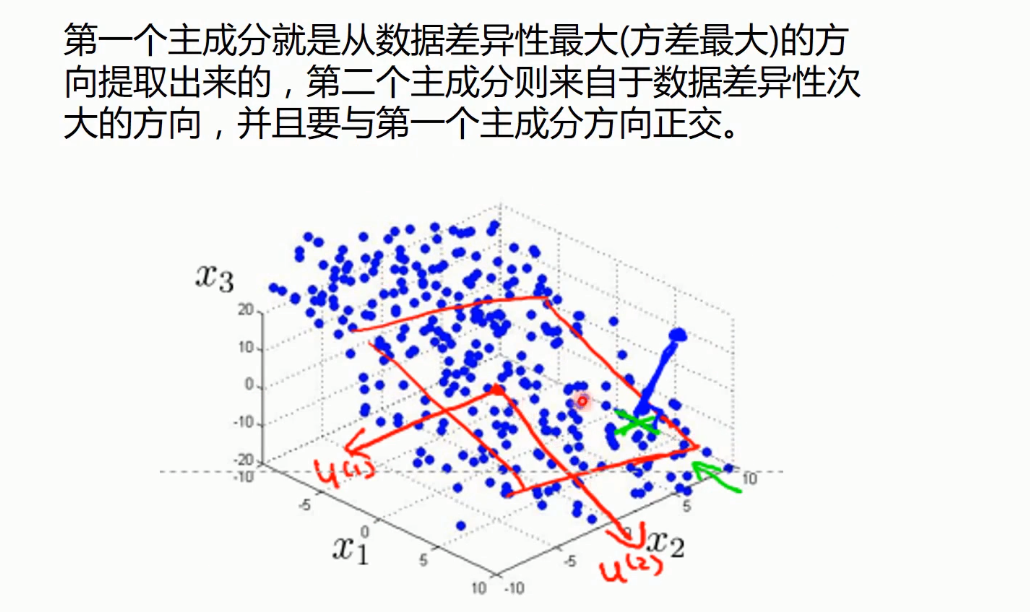 第一个主成分就是从数据差异性最大(方差最大)的方
向提取出来的，第二个主成分则来自于数据差异性次
大的方向，并且要与第一个主成分方向正交。
x3
20
10
0
-10
-20
-10
-5
0
5
10
x1
-10
-5
0
5
10
x2
u(1)
u(2)